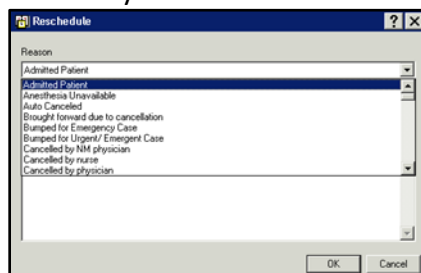 Reschedule
Reason
Admitted Patient
Admitted Patient
Anesthesia Unavailable
Auto Canceled
Brought forward due to cancellation
Bumped for Emergency Case
Bumped for Urgent/ Emergent Case
Cancelled by NM physician
Cancelled by nurse
Cancelled by physician
OK Cancel